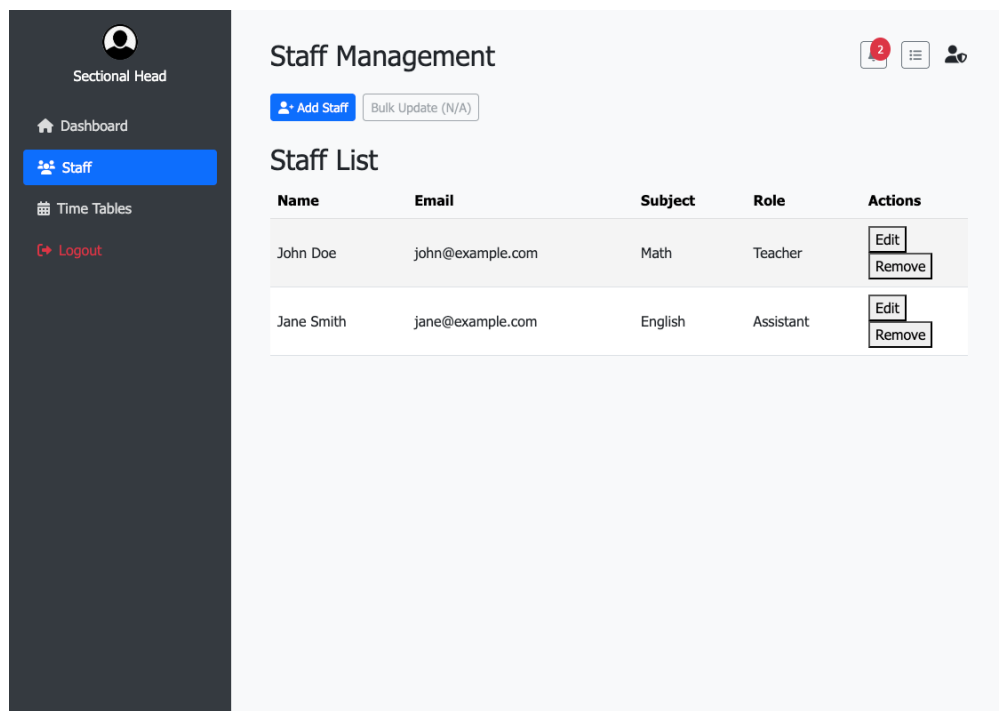 Sectional Head
Dashboard
Staff
Time Tables
Logout
Staff Management
2
Add Staff
Bulk Update (N/A)
Staff List
Name Email Subject Role Actions
John Doe john@example.com Math Teacher Edit
Remove
Jane Smith jane@example.com English Assistant Edit
Remove